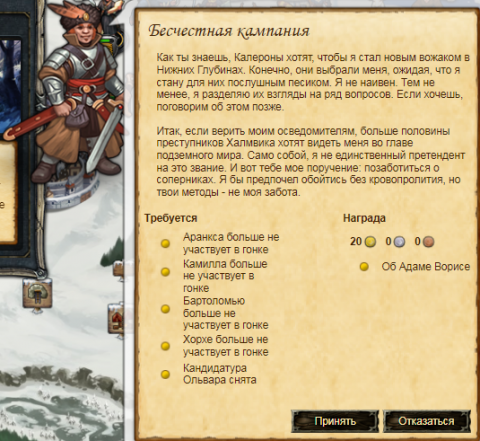 Бесчестная кампания
Как ты знаешь, Калероны хотят, чтобы я стал новым вожаком в
Нижних Глубинах. Конечно, они выбрали меня, ожидая, что я
стану для них послушным песиком. Я не наивен. Тем не
менее, я разделяю их взгляды на ряд вопросов. Если хочешь,
поговорим об этом позже.
Итак, если верить моим осведомителям, больше половины
преступников Халмвика хотят видеть меня во главе
подземного мира. Само собой, я не единственный претендент
на это звание. И вот тебе мое поручение: позаботиться о
соперниках. Я бы предпочел обойтись без кровопролития, но
твои методы - не моя забота.
Требуется
Аранкса больше не
участвует в гонке
Камилла больше
не участвует в
гонке
Бартоломью
больше не
участвует в гонке
Хорхе больше не
участвует в гонке
Кандидатура
Ольвара снята
Награда
20 0 0
Об Адаме Ворисе
Принять
Отказаться